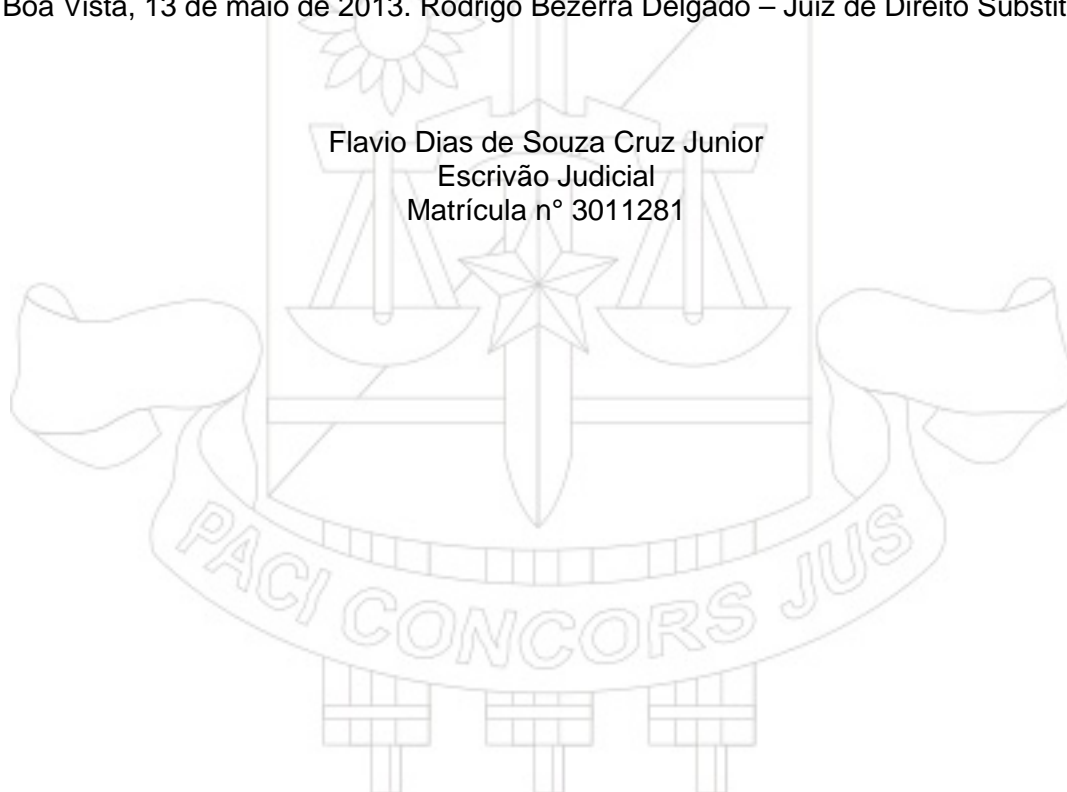 Boa Vista, 13 de maio de 2013. Rodrigo Bezerra Delgado – Juiz de Direito
Flavio Dias de Souza Cruz Junior
Escrivão Judicial
Matrícula n° 3011281
PACI CONCORS JUS